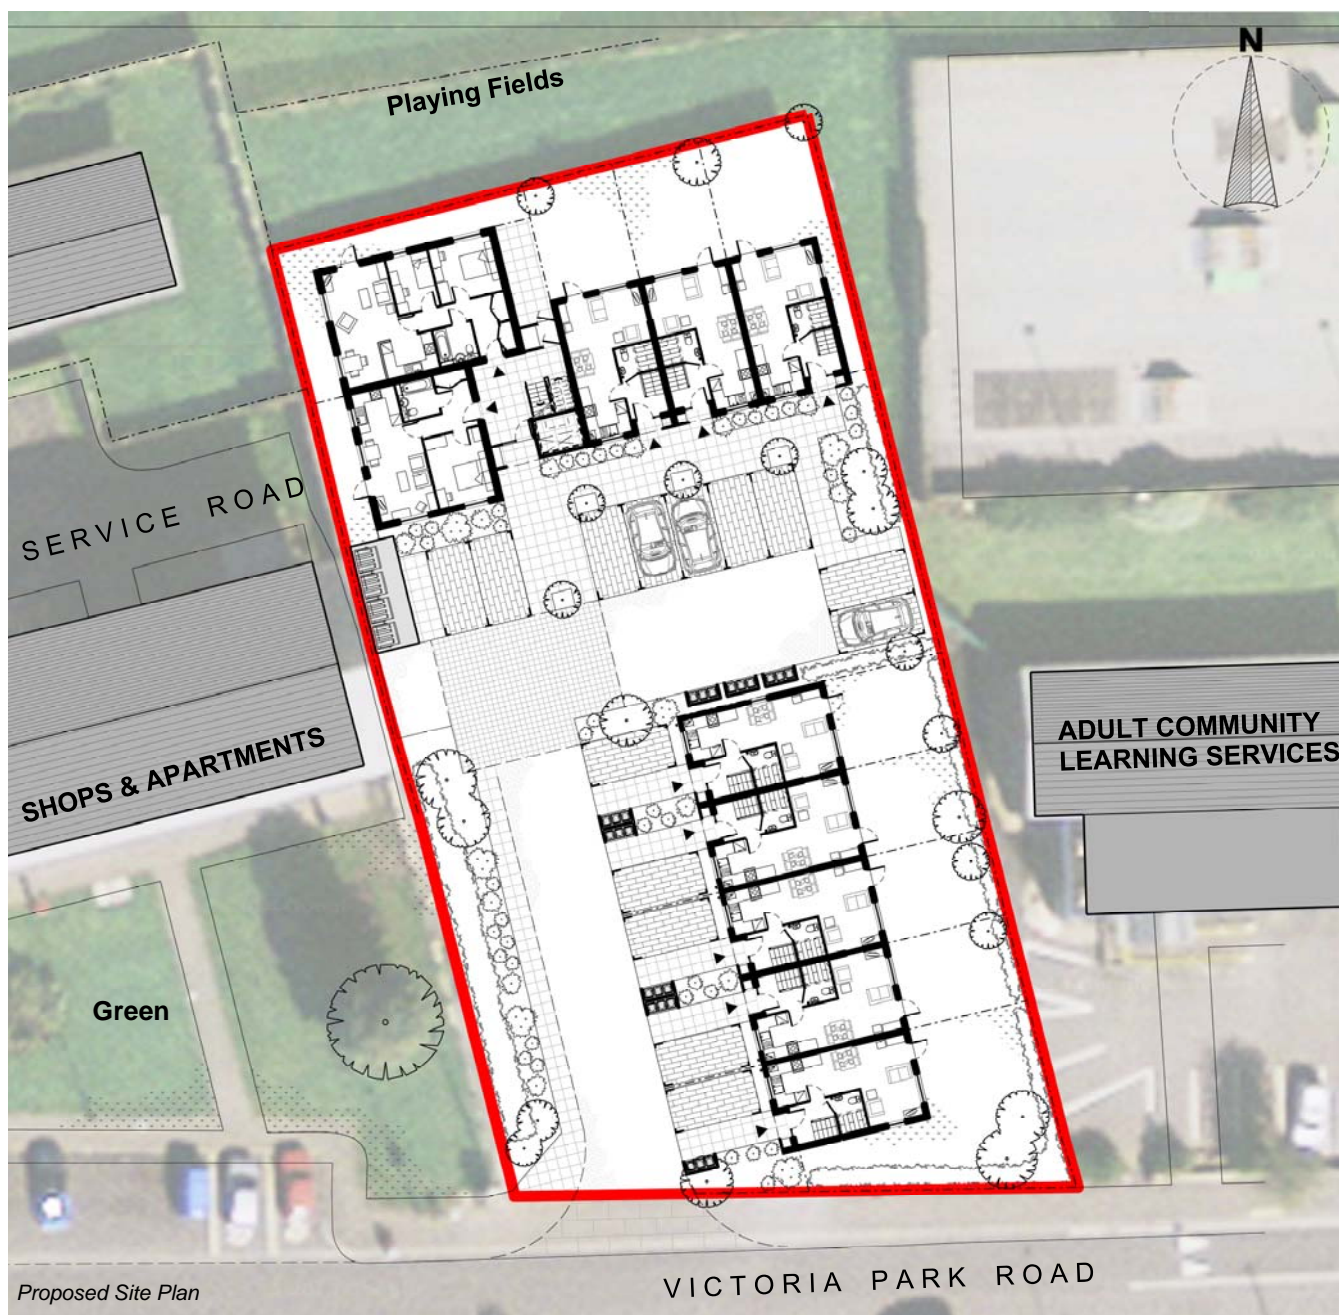 N
Playing Fields
SERVICE ROAD
SHOPS & APARTMENTS
ADULT COMMUNITY
LEARNING SERVICES
Green
VICTORIA PARK ROAD
Proposed Site Plan